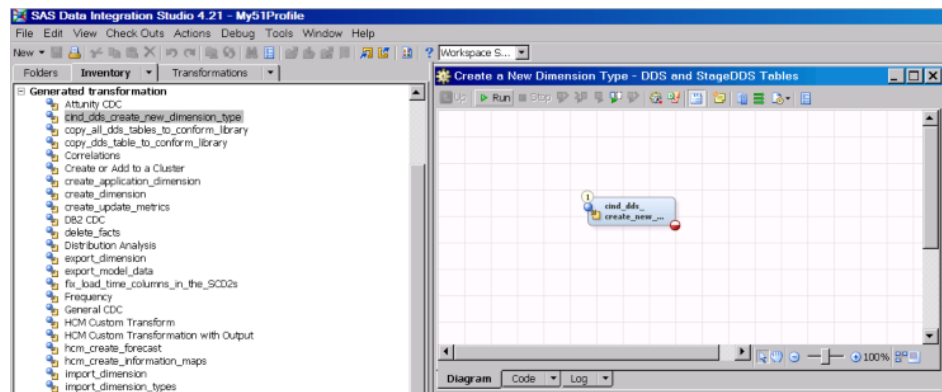 SAS Data Integration Studio 4.21 - My51Profile
File Edit View Check Outs Actions Debug Tools Window Help
New Workspace S...
Folders Inventory Transformations
Generated transformation
Attunity CDC
cind_dds_create_new_dimension_type
copy_all_dds_tables_to_conform_library
copy_dds_table_to_conform_library
Correlations
Create or Add to a Cluster
create_application_dimension
create_dimension
create_update_metrics
DB2 CDC
delete_facts
Distribution Analysis
export_dimension
export_model_data
fix_load_time_columns_in_the_SCD2s
Frequency
General CDC
HCM Custom Transform
HCM Custom Transformation with Output
hcm_create_forecast
hcm_create_information_maps
import_dimension
import_dimension_types
Create a New Dimension Type - DDS and StageDDS Tables
Up Run Stop
1
cind_dds_
create_new_...
100%
Diagram Code Log